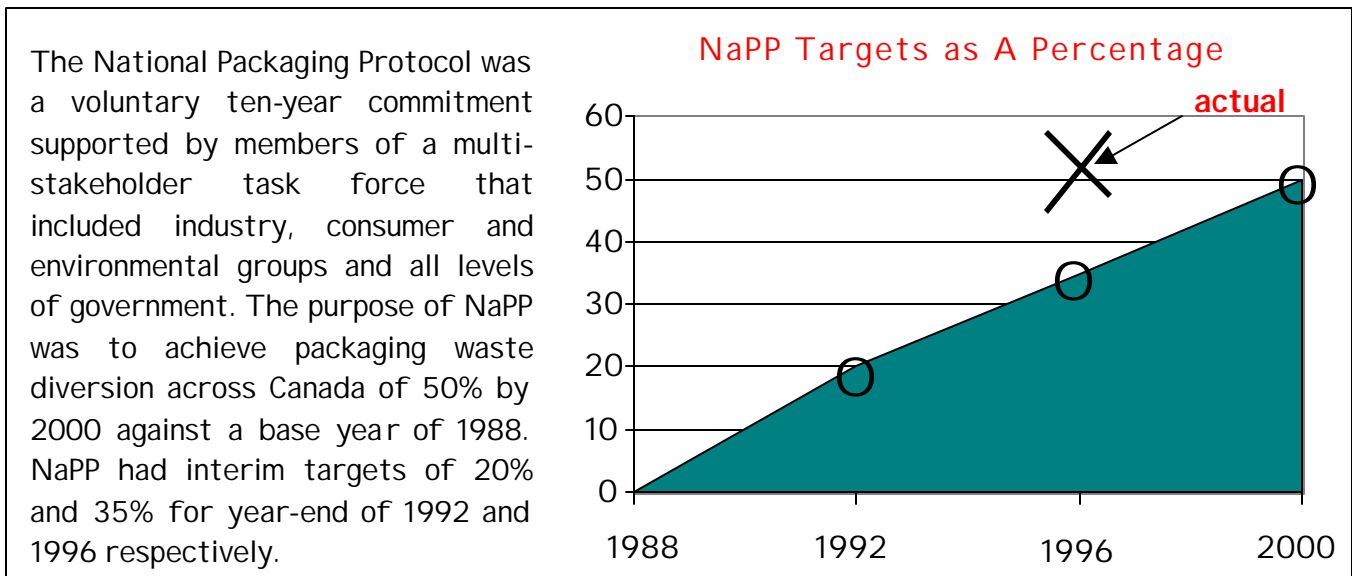 The National Packaging Protocol was
a voluntary ten-year commitment
supported by members of a multi-
stakeholder task force that
included industry, consumer and
environmental groups and all levels
of government. The purpose of NaPP
was to achieve packaging waste
diversion across Canada of 50% by
2000 against a base year of 1988.
NaPP had interim targets of 20%
and 35% for year-end of 1992 and
1996 respectively.
NaPP Targets as A Percentage
actual
60
50
40
30
20
10
0
1988 1992 1996 2000